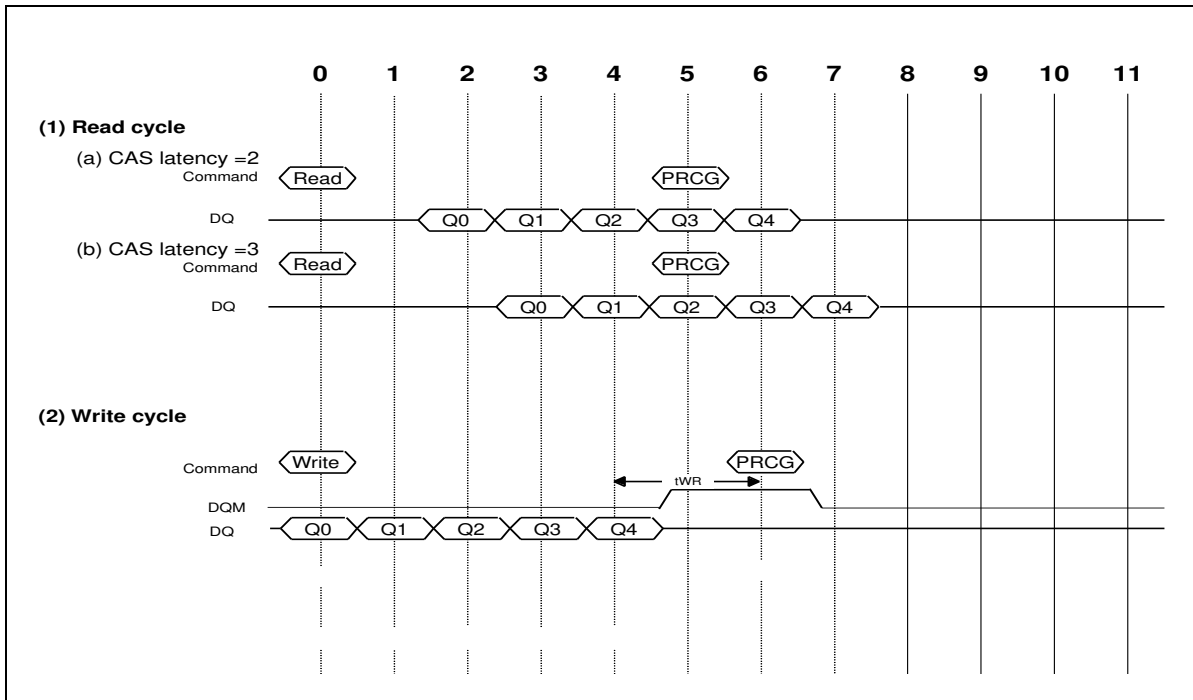 0 1 2 3 4 5 6 7 8 9 10 11
(1) Read cycle
(a) CAS latency =2
Command Read PRCG
DQ Q0 Q1 Q2 Q3 Q4
(b) CAS latency =3
Command Read PRCG
DQ Q0 Q1 Q2 Q3 Q4
(2) Write cycle
Command Write PRCG
tWR
DQM
DQ Q0 Q1 Q2 Q3 Q4